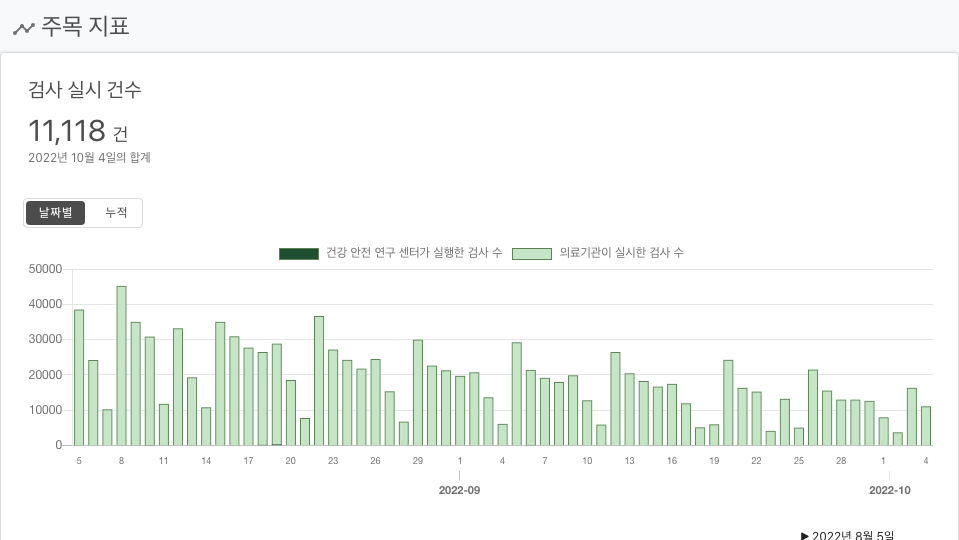 주목 지표
검사 실시 건수
11,118 건
2022년 10월 4일의 합계
날짜별 누적
건강 안전 연구 센터가 실행한 검사 수 의료기관이 실시한 검사 수
50000
40000
30000
20000
10000
0
5 8 11 14 17 20 23 26 29 1 4 7 10 13 16 19 22 25 28 1 4
2022-09 2022-10
▶ 2022년 8월 5일